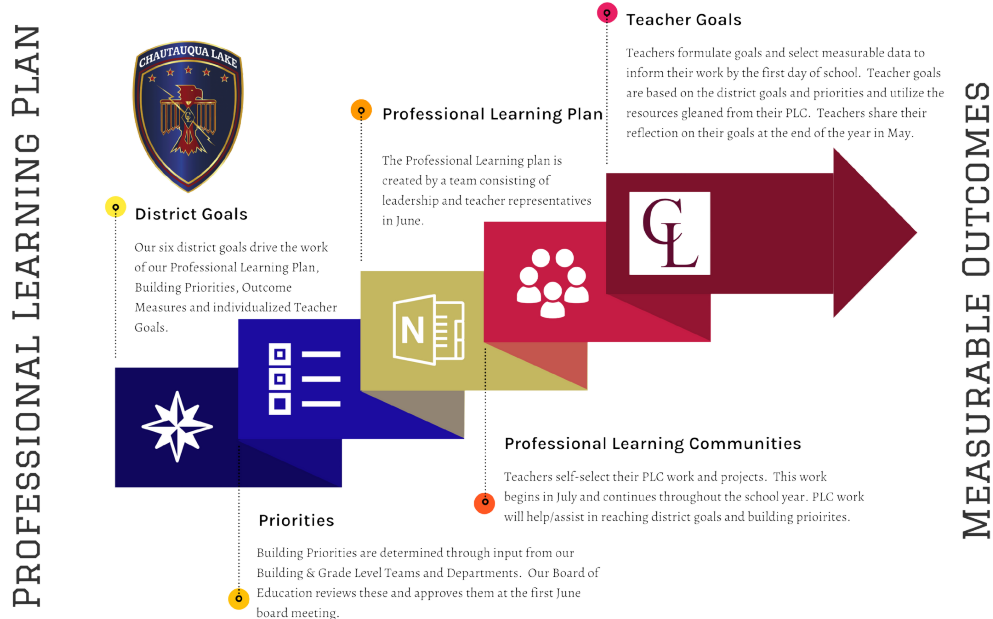 PROFESSIONAL LEARNING PLAN
CHAUTAUQUA LAKE
CL
District Goals
Our six district goals drive the work
of our Professional Learning Plan,
Building Priorities, Outcome
Measures and individualized Teacher
Goals.
Priorities
Building Priorities are determined through input from our
Building & Grade Level Teams and Departments. Our Board of
Education reviews these and approves them at the first June
board meeting.
Professional Learning Plan
The Professional Learning plan is
created by a team consisting of
leadership and teacher representatives
in June.
N
Professional Learning Communities
Teachers self-select their PLC work and projects. This work
begins in July and continues throughout the school year. PLC work
will help/assist in reaching district goals and building prioirites.
Teacher Goals
Teachers formulate goals and select measurable data to
inform their work by the first day of school. Teacher goals
are based on the district goals and priorities and utilize the
resources gleaned from their PLC. Teachers share their
reflection on their goals at the end of the year in May.
CL
MEASURABLE OUTCOMES